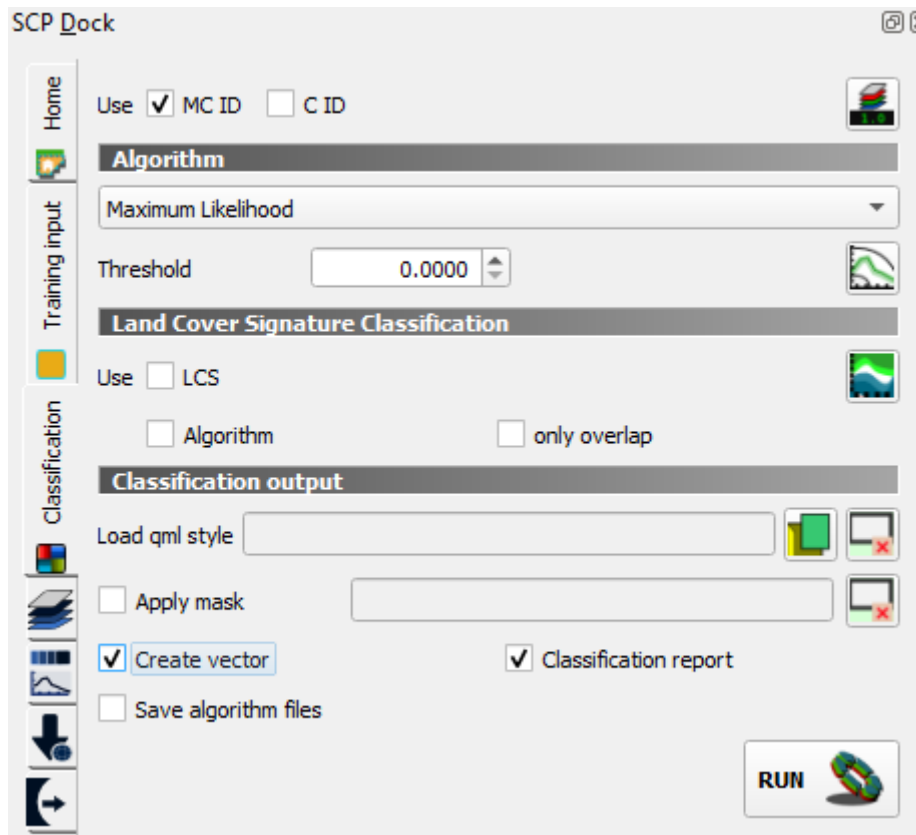 SCP Dock
Home
Training input
Classification
Use MC ID C ID
1.0
Algorithm
Maximum Likelihood
Threshold 0.0000
Land Cover Signature Classification
Use LCS
Algorithm only overlap
Classification output
Load qml style
Apply mask
Create vector Classification report
Save algorithm files
RUN